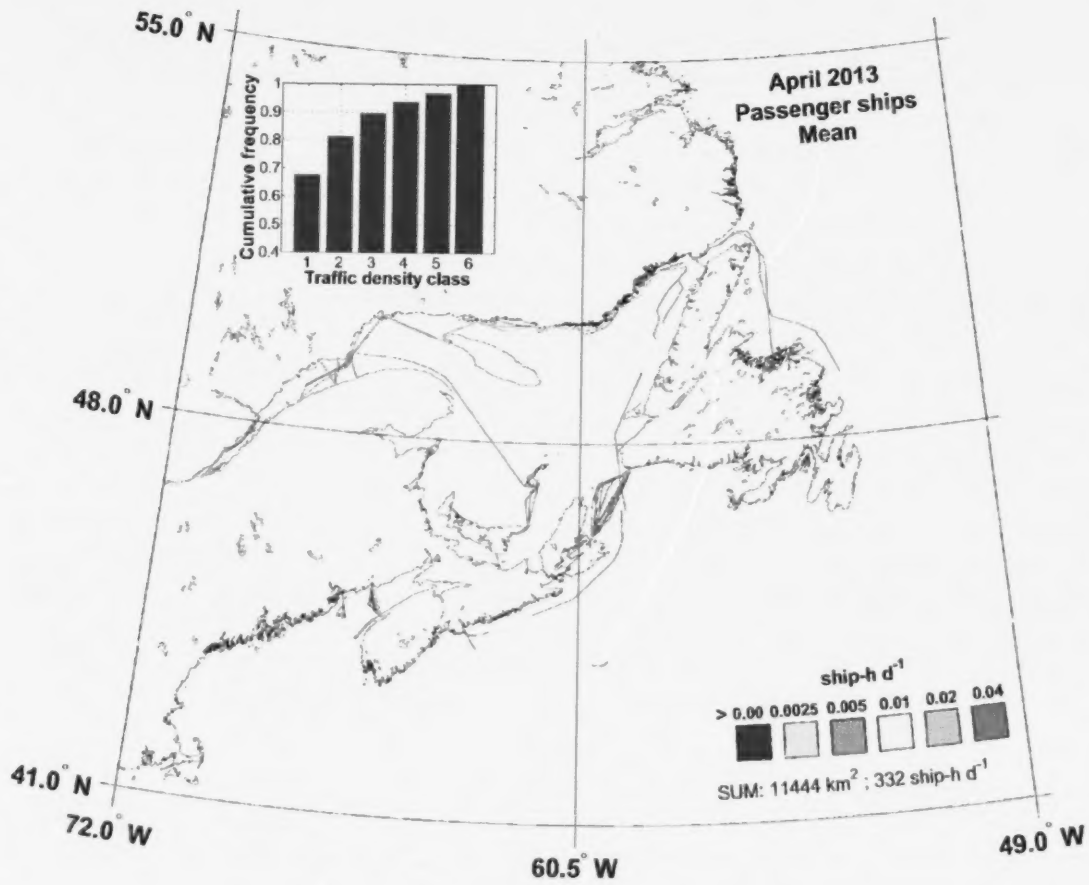 55.0° N
April 2013
Passenger ships
Mean
Cumulative frequency
1
0.9
0.8
0.7
0.6
0.5
0.4
1 2 3 4 5 6
Traffic density class
48.0° N
ship-h d⁻¹
> 0.00 0.0025 0.005 0.01 0.02 0.04
SUM: 11444 km² ; 332 ship-h d⁻¹
41.0° N
72.0° W
60.5° W
49.0° W